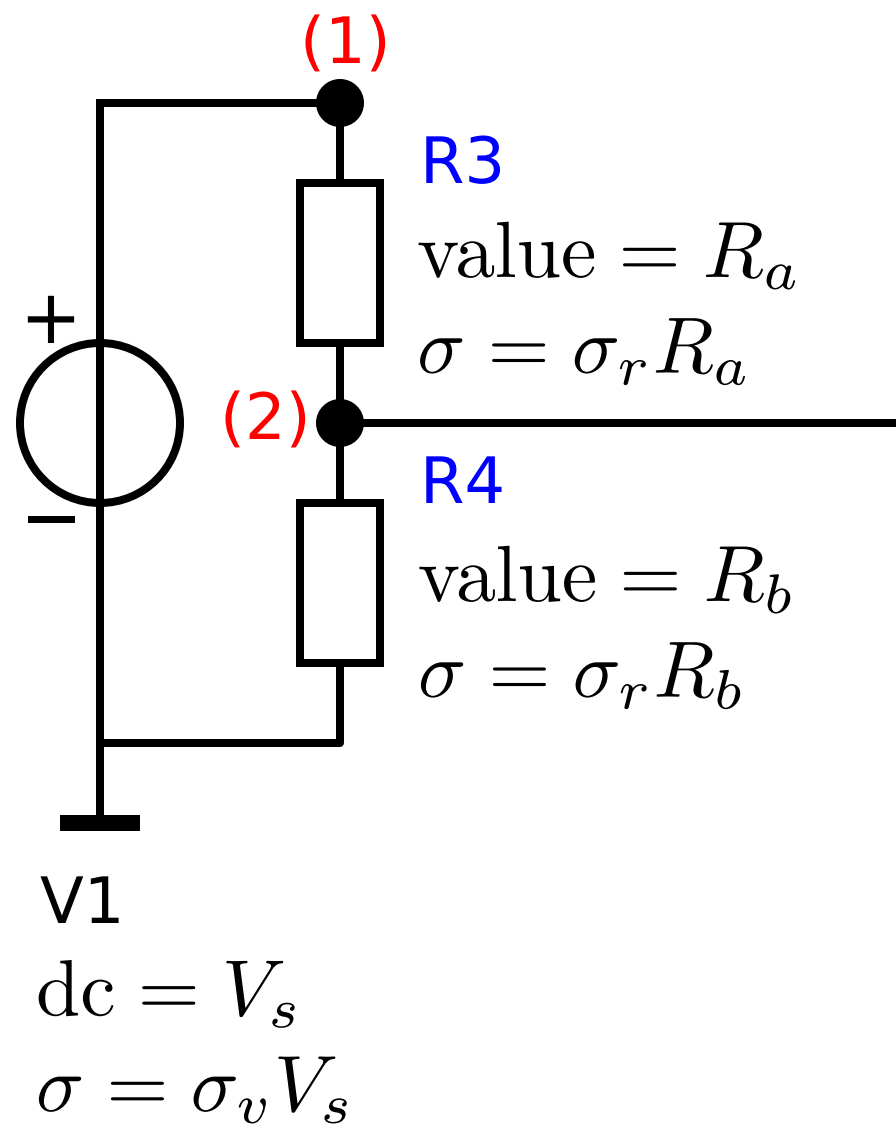 (1)
R3
value = R_a
σ = σ_r R_a
+
(2)
−
R4
value = R_b
σ = σ_r R_b
V1
dc = V_s
σ = σ_v V_s